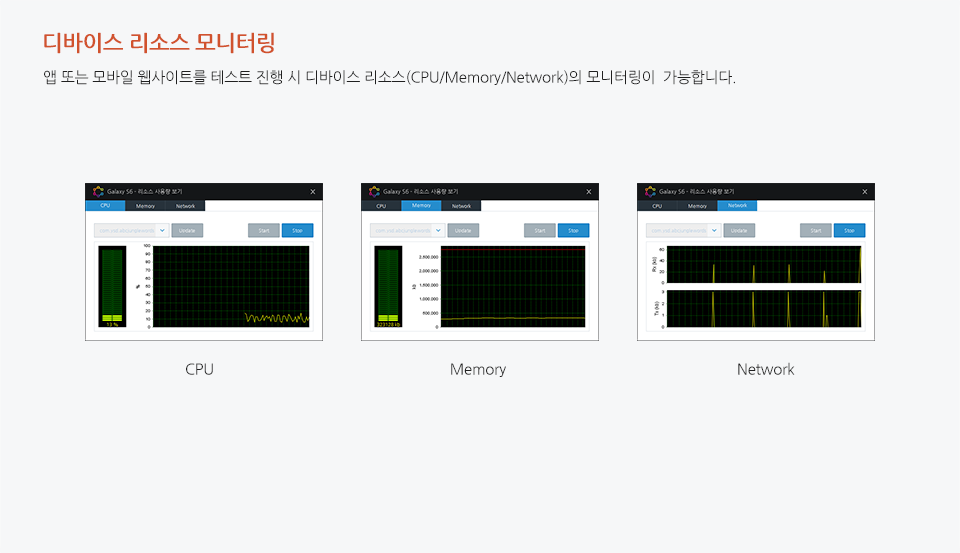 디바이스 리소스 모니터링
앱 또는 모바일 웹사이트를 테스트 진행 시 디바이스 리소스(CPU/Memory/Network)의 모니터링이 가능합니다.
Galaxy S6 - 리소스 사용량 보기 X
CPU Memory Network
Update Start Stop
100
90
80
70
60
50
40
30
20
10
0
%
13 %
Galaxy S6 - 리소스 사용량 보기 X
CPU Memory Network
Update Start Stop
2,500,000
2,000,000
1,500,000
1,000,000
500,000
0
kb
323128 kb
Galaxy S6 - 리소스 사용량 보기 X
CPU Memory Network
Update Start Stop
Rx (kb)
60
40
20
0
Tx (kb)
3
2
1
0
CPU Memory Network